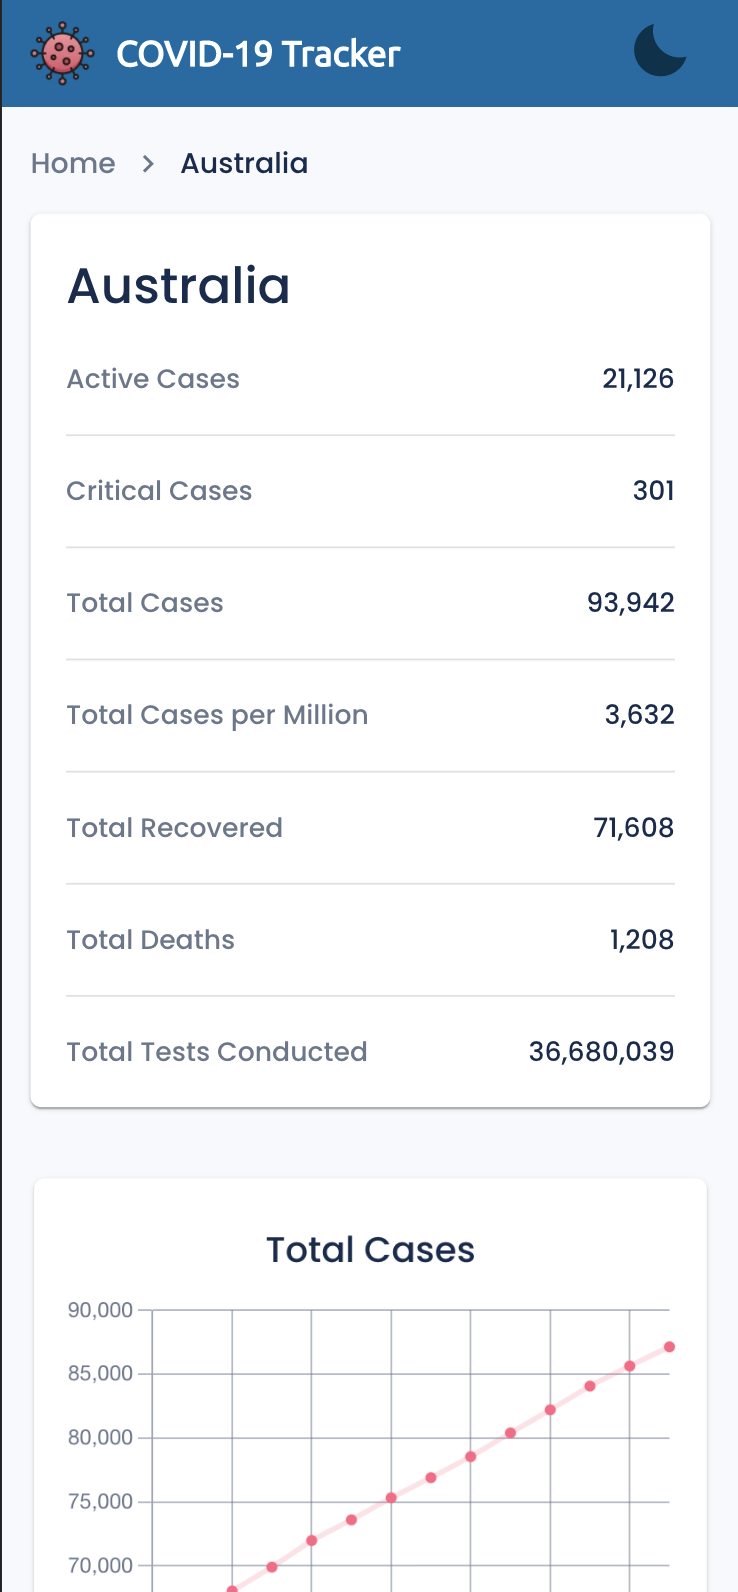 COVID-19 Tracker
Home > Australia
Australia
Active Cases 21,126
Critical Cases 301
Total Cases 93,942
Total Cases per Million 3,632
Total Recovered 71,608
Total Deaths 1,208
Total Tests Conducted 36,680,039
Total Cases
90,000
85,000
80,000
75,000
70,000